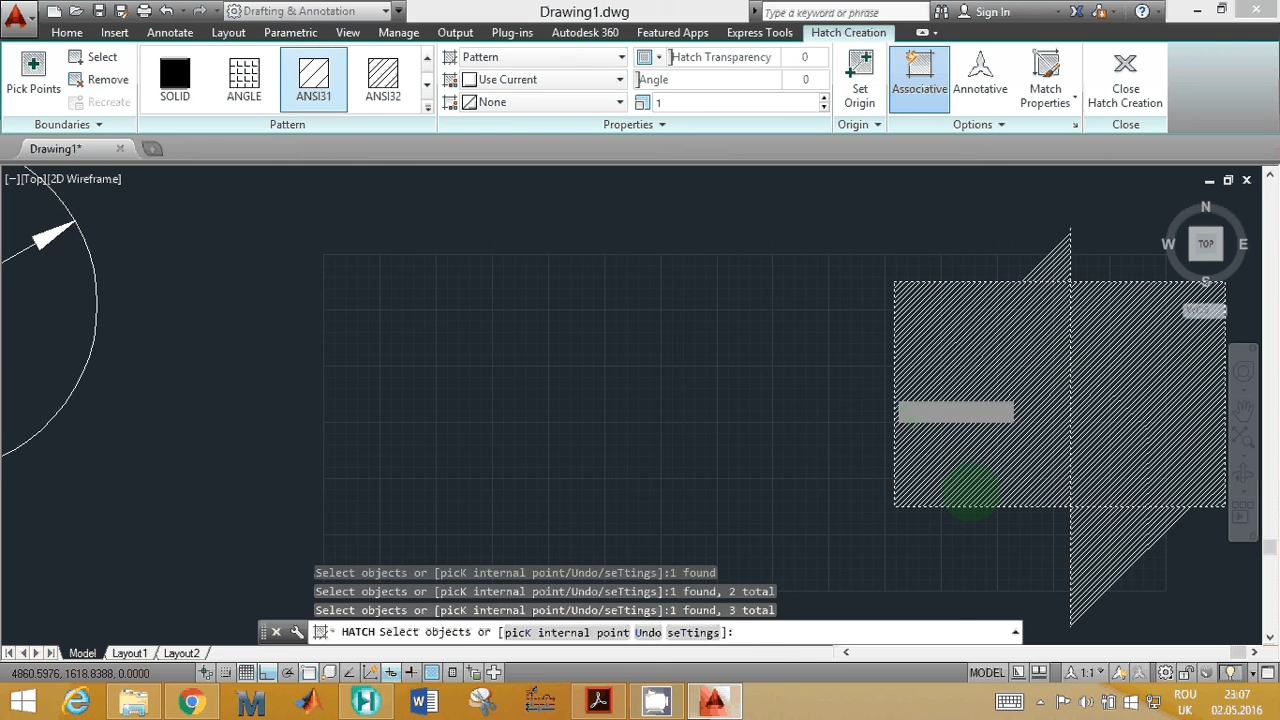 Drafting & Annotation
Drawing1.dwg
Type a keyword or phrase
Sign In
Home Insert Annotate Layout Parametric View Manage Output Plug-ins Autodesk 360 Featured Apps Express Tools Hatch Creation
Pick Points
Select
Remove
Recreate
Boundaries
SOLID
ANGLE
ANSI31
ANSI32
Pattern
Pattern
Use Current
None
Hatch Transparency 0
Angle 0
1
Properties
Set Origin
Origin
Associative
Annotative
Match Properties
Options
Close Hatch Creation
Close
Drawing1*
[−][Top][2D Wireframe]
N
W TOP E
S
Select objects or [picK internal point/Undo/seTtings]:1 found
Select objects or [picK internal point/Undo/seTtings]:1 found, 2 total
Select objects or [picK internal point/Undo/seTtings]:1 found, 3 total
HATCH Select objects or [picK internal point Undo seTtings]:
Model Layout1 Layout2
4860.5976, 1618.8388, 0.0000
MODEL
1:1
ROU 23:07
UK 02.05.2016